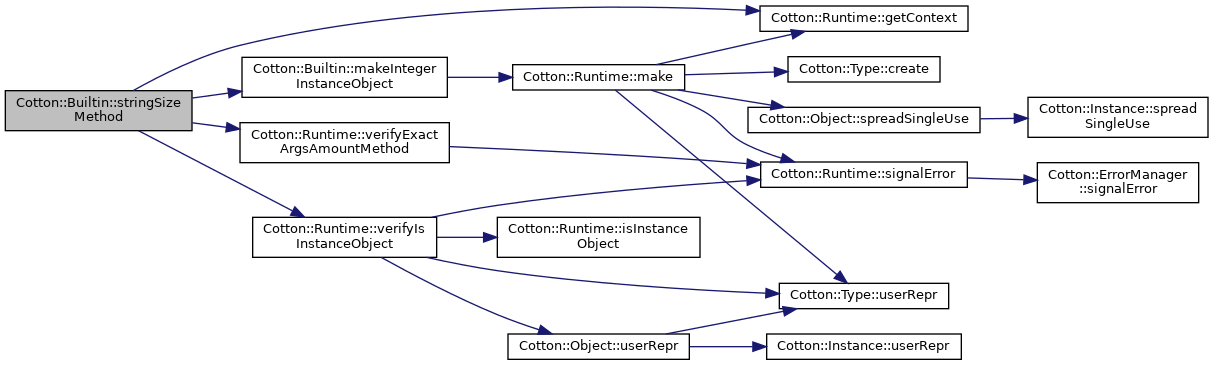 Cotton::Builtin::stringSize
Method
Cotton::Runtime::getContext
Cotton::Builtin::makeInteger
InstanceObject
Cotton::Runtime::make
Cotton::Type::create
Cotton::Object::spreadSingleUse
Cotton::Instance::spread
SingleUse
Cotton::Runtime::verifyExact
ArgsAmountMethod
Cotton::Runtime::signalError
Cotton::ErrorManager
::signalError
Cotton::Runtime::verifyIs
InstanceObject
Cotton::Runtime::isInstance
Object
Cotton::Type::userRepr
Cotton::Object::userRepr
Cotton::Instance::userRepr